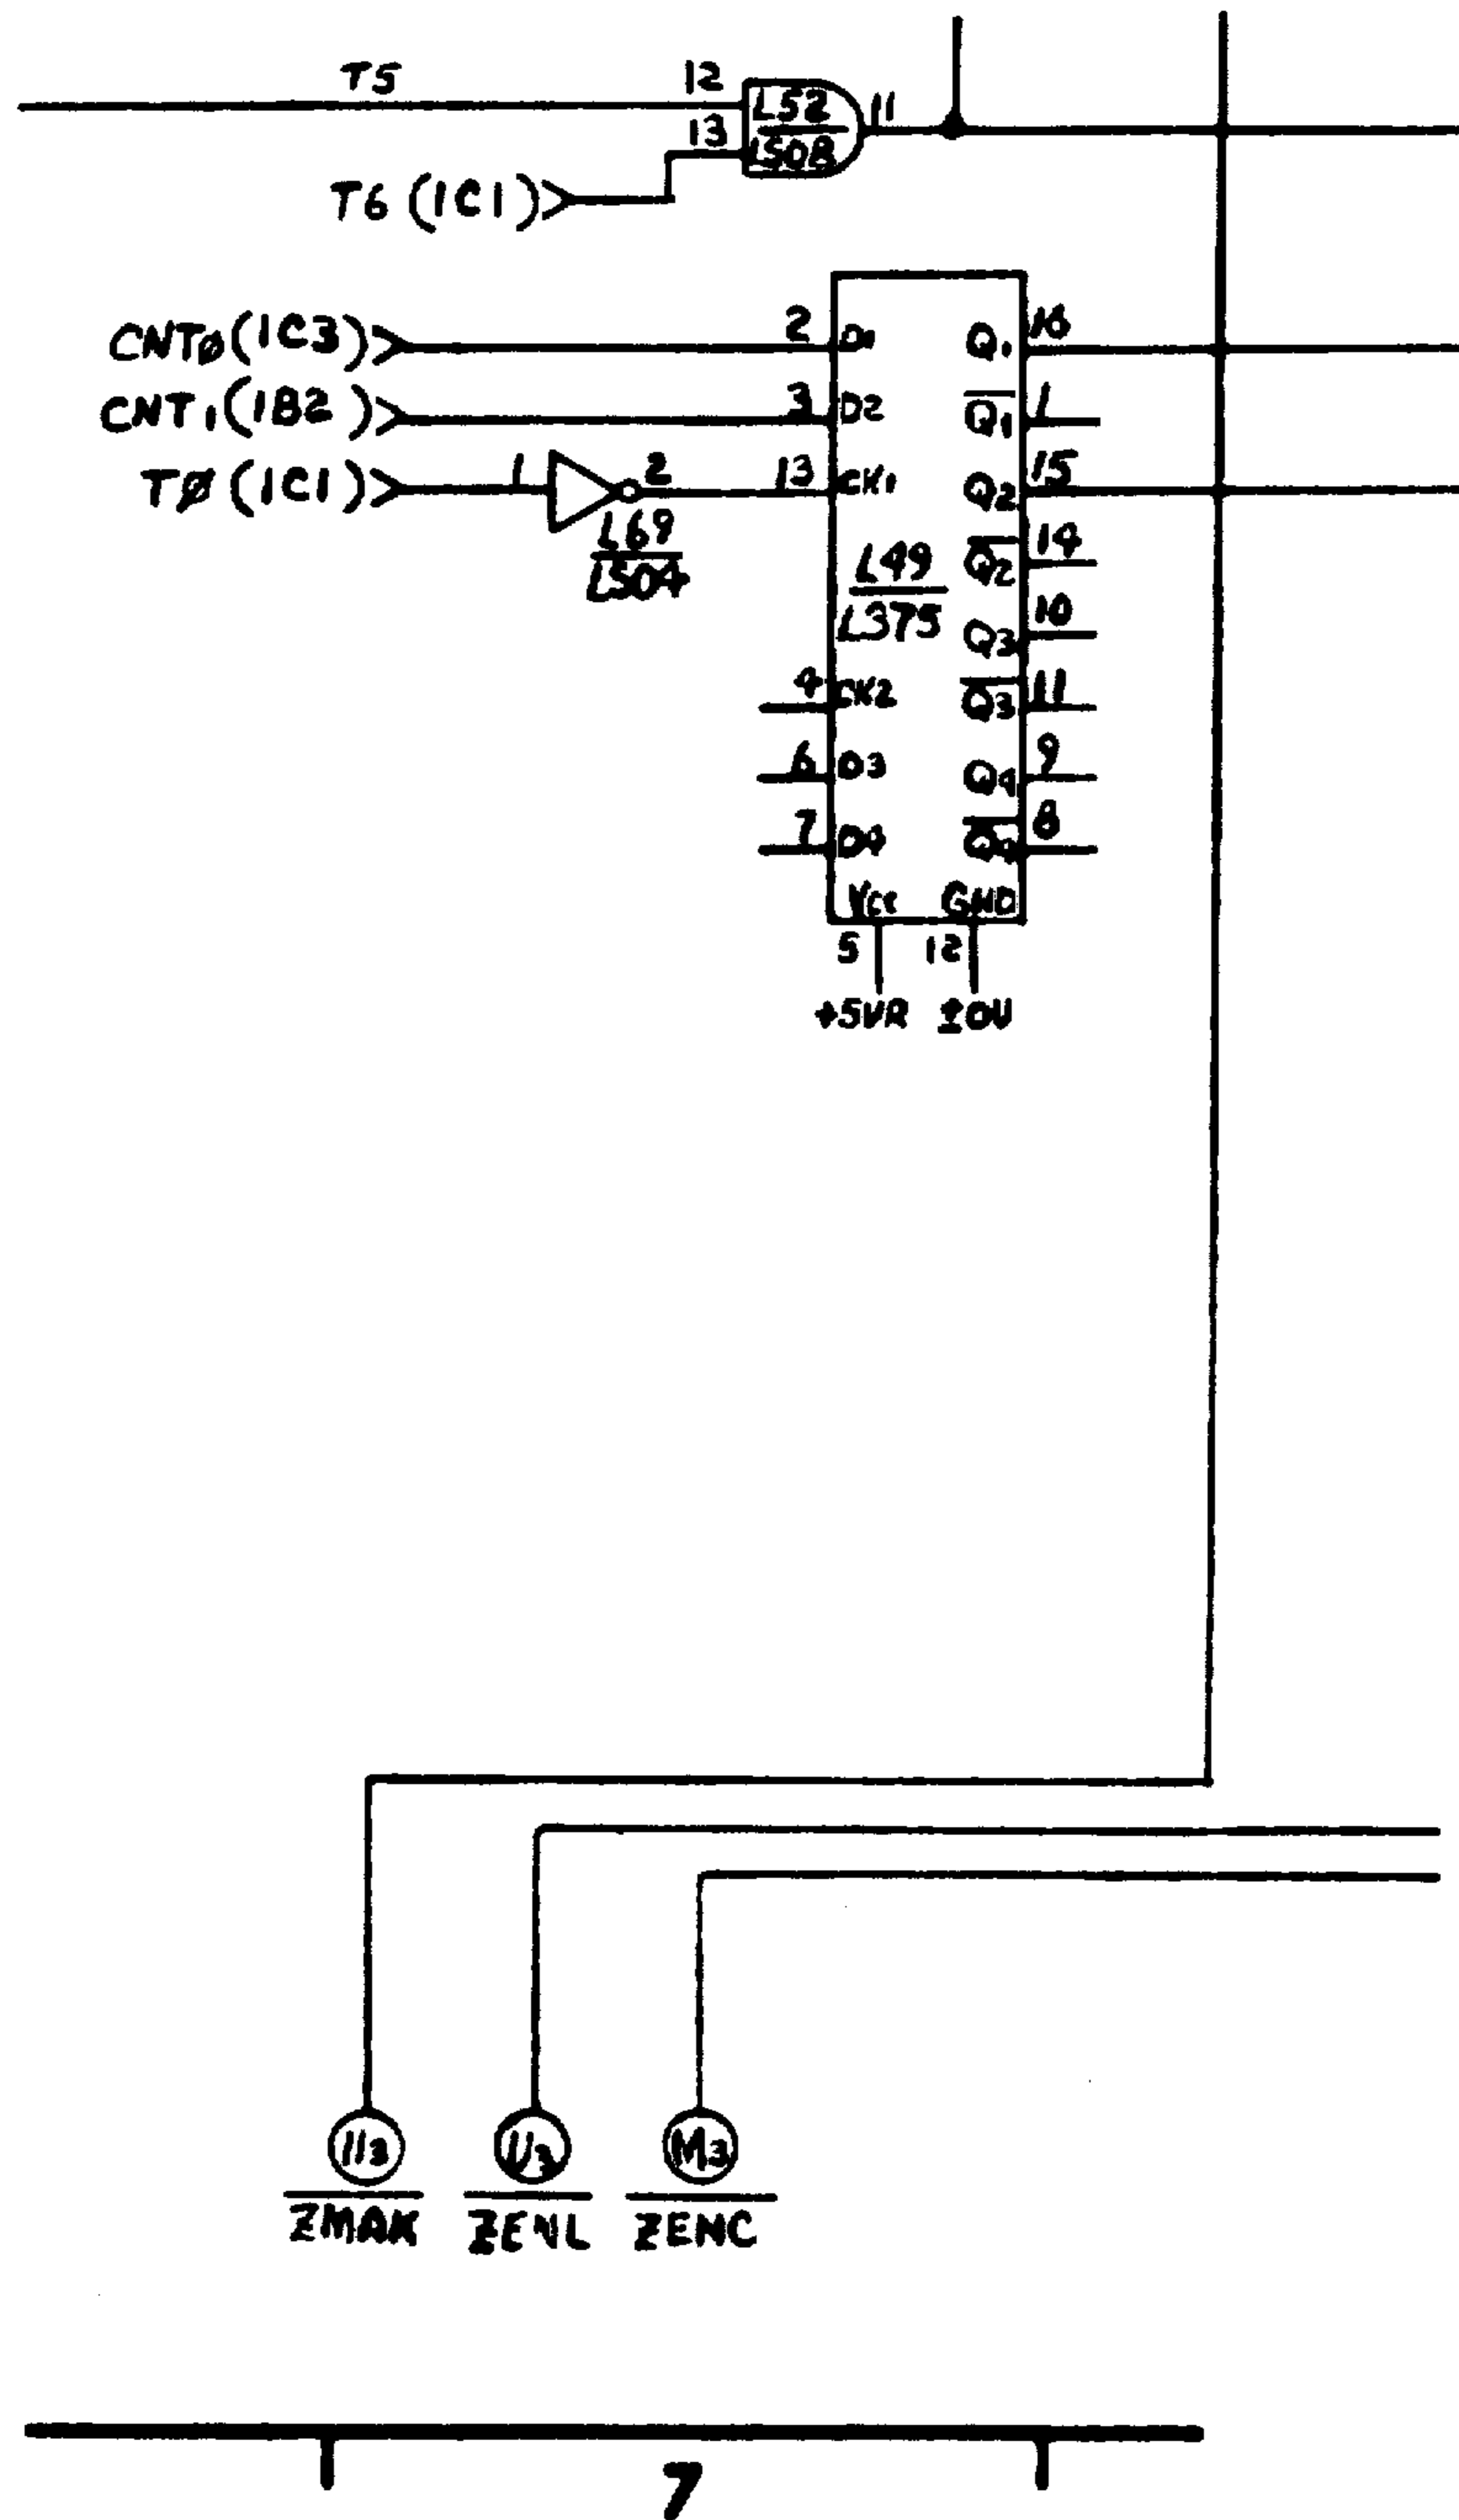 T5 12
L52 11
13 LS08
T6 (1C1)
CNTØ (1C3) 2 D1 Q1 16
CNT1 (1B2) 3 D2 Q1 1
TØ (1C1) 1 2 13 CK1 Q2 15
L69 LS04
Q2 14
L49 LS75
Q3 10
4 CK2 Q3 11
6 D3 Q4 9
7 D4 Q4 8
VCC GND
5 12
+5VR ±0V
U3 M3
ZMAK ZENL ZENC
7